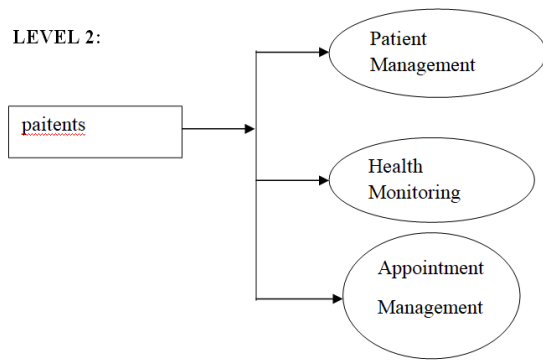 LEVEL 2:
Patient
Management
paitents
Health
Monitoring
Appointment
Management